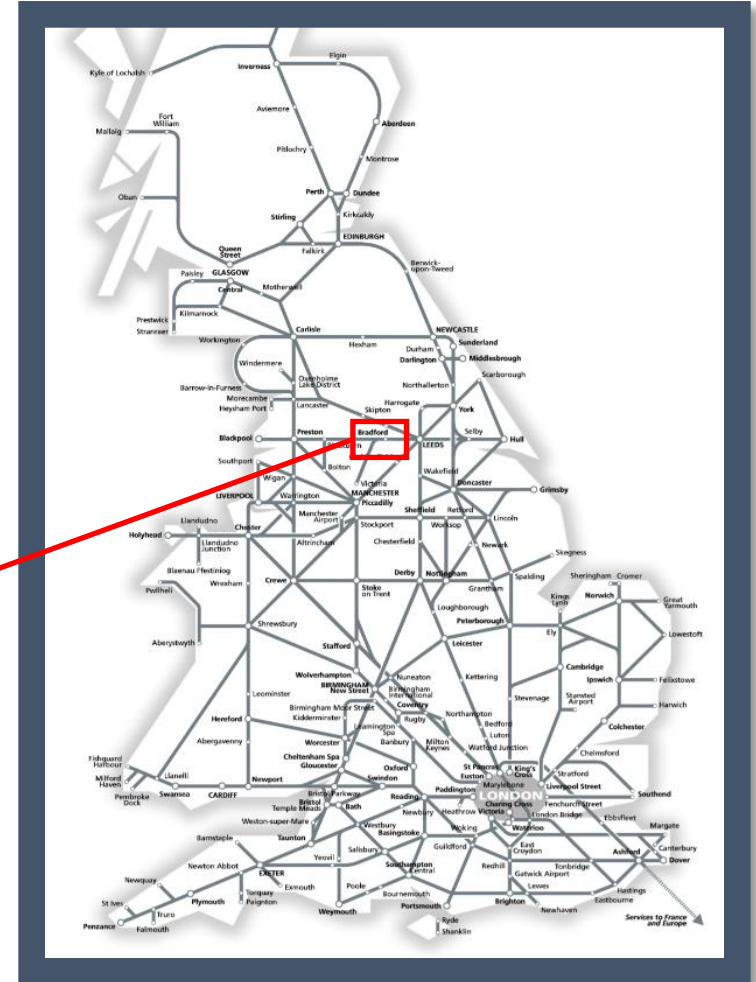 Elgin
Inverness
Kyle of Lochalsh
Aviemore
Fort
William
Mallaig
Aberdeen
Pitlochry
Montrose
Perth
Dundee
Oban
Stirling
Kirkcaldy
EDINBURGH
Queen
Street
Falkirk
GLASGOW
Paisley
Central
Motherwell
Berwick-
upon-Tweed
Prestwick
Kilmarnock
Stranraer
Carlisle
Hexham
NEWCASTLE
Sunderland
Workington
Durham
Darlington
Middlesbrough
Windermere
Oxenholme
Lake District
Scarborough
Barrow-in-Furness
Northallerton
Morecambe
Heysham Port
Lancaster
Harrogate
York
Skipton
Blackpool
Preston
Bradford
LEEDS
Selby
Hull
Southport
Bolton
Wakefield
Wigan
Victoria
Doncaster
Grimsby
LIVERPOOL
Warrington
MANCHESTER
Piccadilly
Manchester
Airport
Stockport
Sheffield
Retford
Worksop
Lincoln
Llandudno
Holyhead
Llandudno
Junction
Chester
Altrincham
Chesterfield
Newark
Skegness
Blaenau Ffestiniog
Pwllheli
Wrexham
Crewe
Stoke
on Trent
Derby
Nottingham
Grantham
Spalding
Sheringham
Cromer
Kings
Lynn
Norwich
Great
Yarmouth
Loughborough
Peterborough
Shrewsbury
Aberystwyth
Stafford
Leicester
Ely
Lowestoft
Wolverhampton
BIRMINGHAM
New Street
Nuneaton
Birmingham
International
Kettering
Cambridge
Ipswich
Felixstowe
Leominster
Birmingham Moor Street
Kidderminster
Coventry
Rugby
Northampton
Stevenage
Stansted
Airport
Harwich
Hereford
Leamington
Spa
Bedford
Luton
Colchester
Abergavenny
Worcester
Banbury
Milton
Keynes
Watford Junction
Chelmsford
Fishguard
Harbour
Cheltenham Spa
Gloucester
Oxford
St Pancras
Euston
King's
Cross
Stratford
Milford
Haven
Llanelli
Newport
Swindon
Paddington
Marylebone
Liverpool Street
Pembroke
Dock
Swansea
CARDIFF
Bristol Parkway
Reading
LONDON
Southend
Bristol
Temple Meads
Bath
Newbury
Heathrow
Victoria
Charing Cross
Fenchurch Street
London Bridge
Ebbsfleet
Weston-super-Mare
Westbury
Basingstoke
Woking
Waterloo
Margate
Barnstaple
Taunton
Salisbury
Guildford
East
Croydon
Canterbury
Newton Abbot
Yeovil
Southampton
Central
Redhill
Gatwick Airport
Tonbridge
Ashford
Dover
Newquay
EXETER
Exmouth
Poole
Bournemouth
Lewes
Hastings
Eastbourne
St Ives
Truro
Plymouth
Torquay
Paignton
Weymouth
Portsmouth
Brighton
Newhaven
Penzance
Falmouth
Ryde
Shanklin
Services to France
and Europe